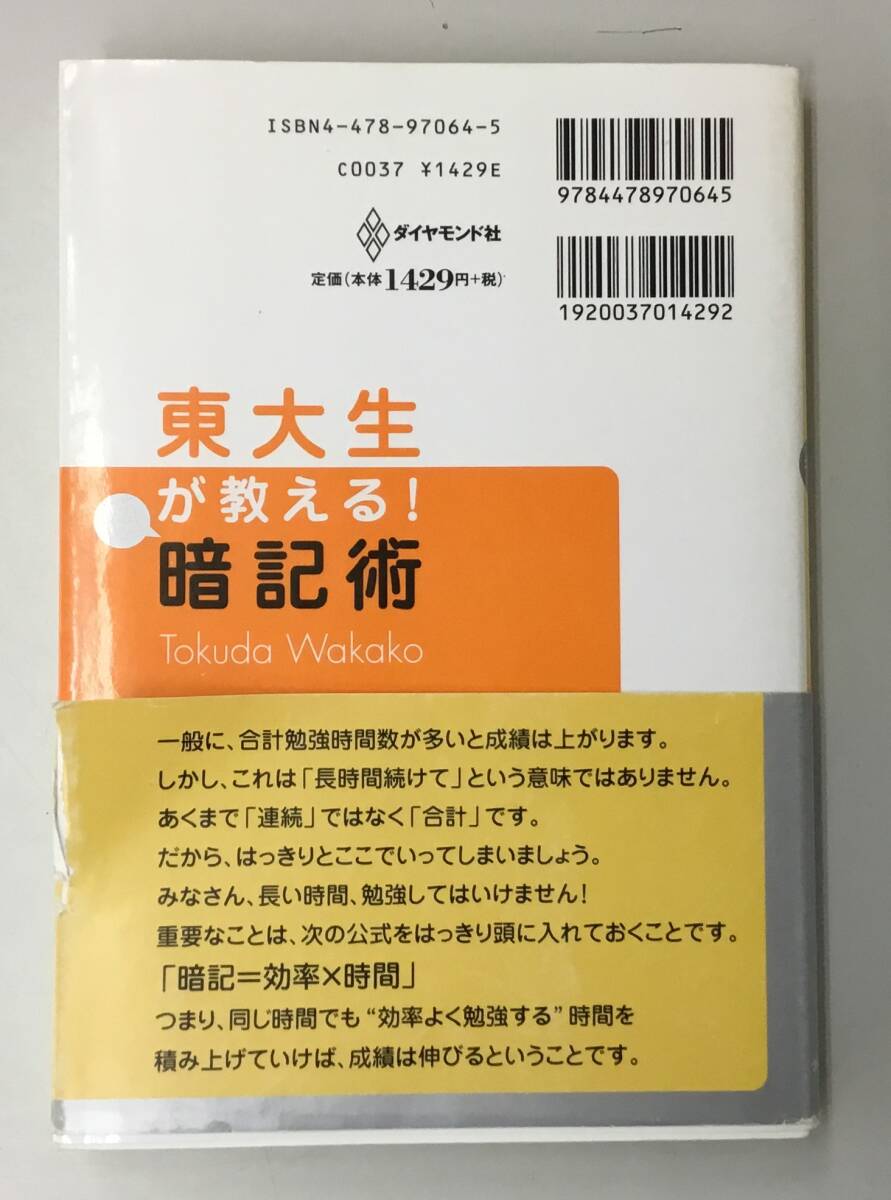 ISBN4-478-97064-5
C0037 ¥1429E
9784478970645
ダイヤモンド社
定価(本体1429円+税)
1920037014292
東大生
が教える!
暗記術
Tokuda Wakako
一般に、合計勉強時間数が多いと成績は上がります。
しかし、これは「長時間続けて」という意味ではありません。
あくまで「連続」ではなく「合計」です。
だから、はっきりとここでいってしまいましょう。
みなさん、長い時間、勉強してはいけません!
重要なことは、次の公式をはっきり頭に入れておくことです。
「暗記=効率×時間」
つまり、同じ時間でも“効率よく勉強する”時間を
積み上げていけば、成績は伸びるということです。